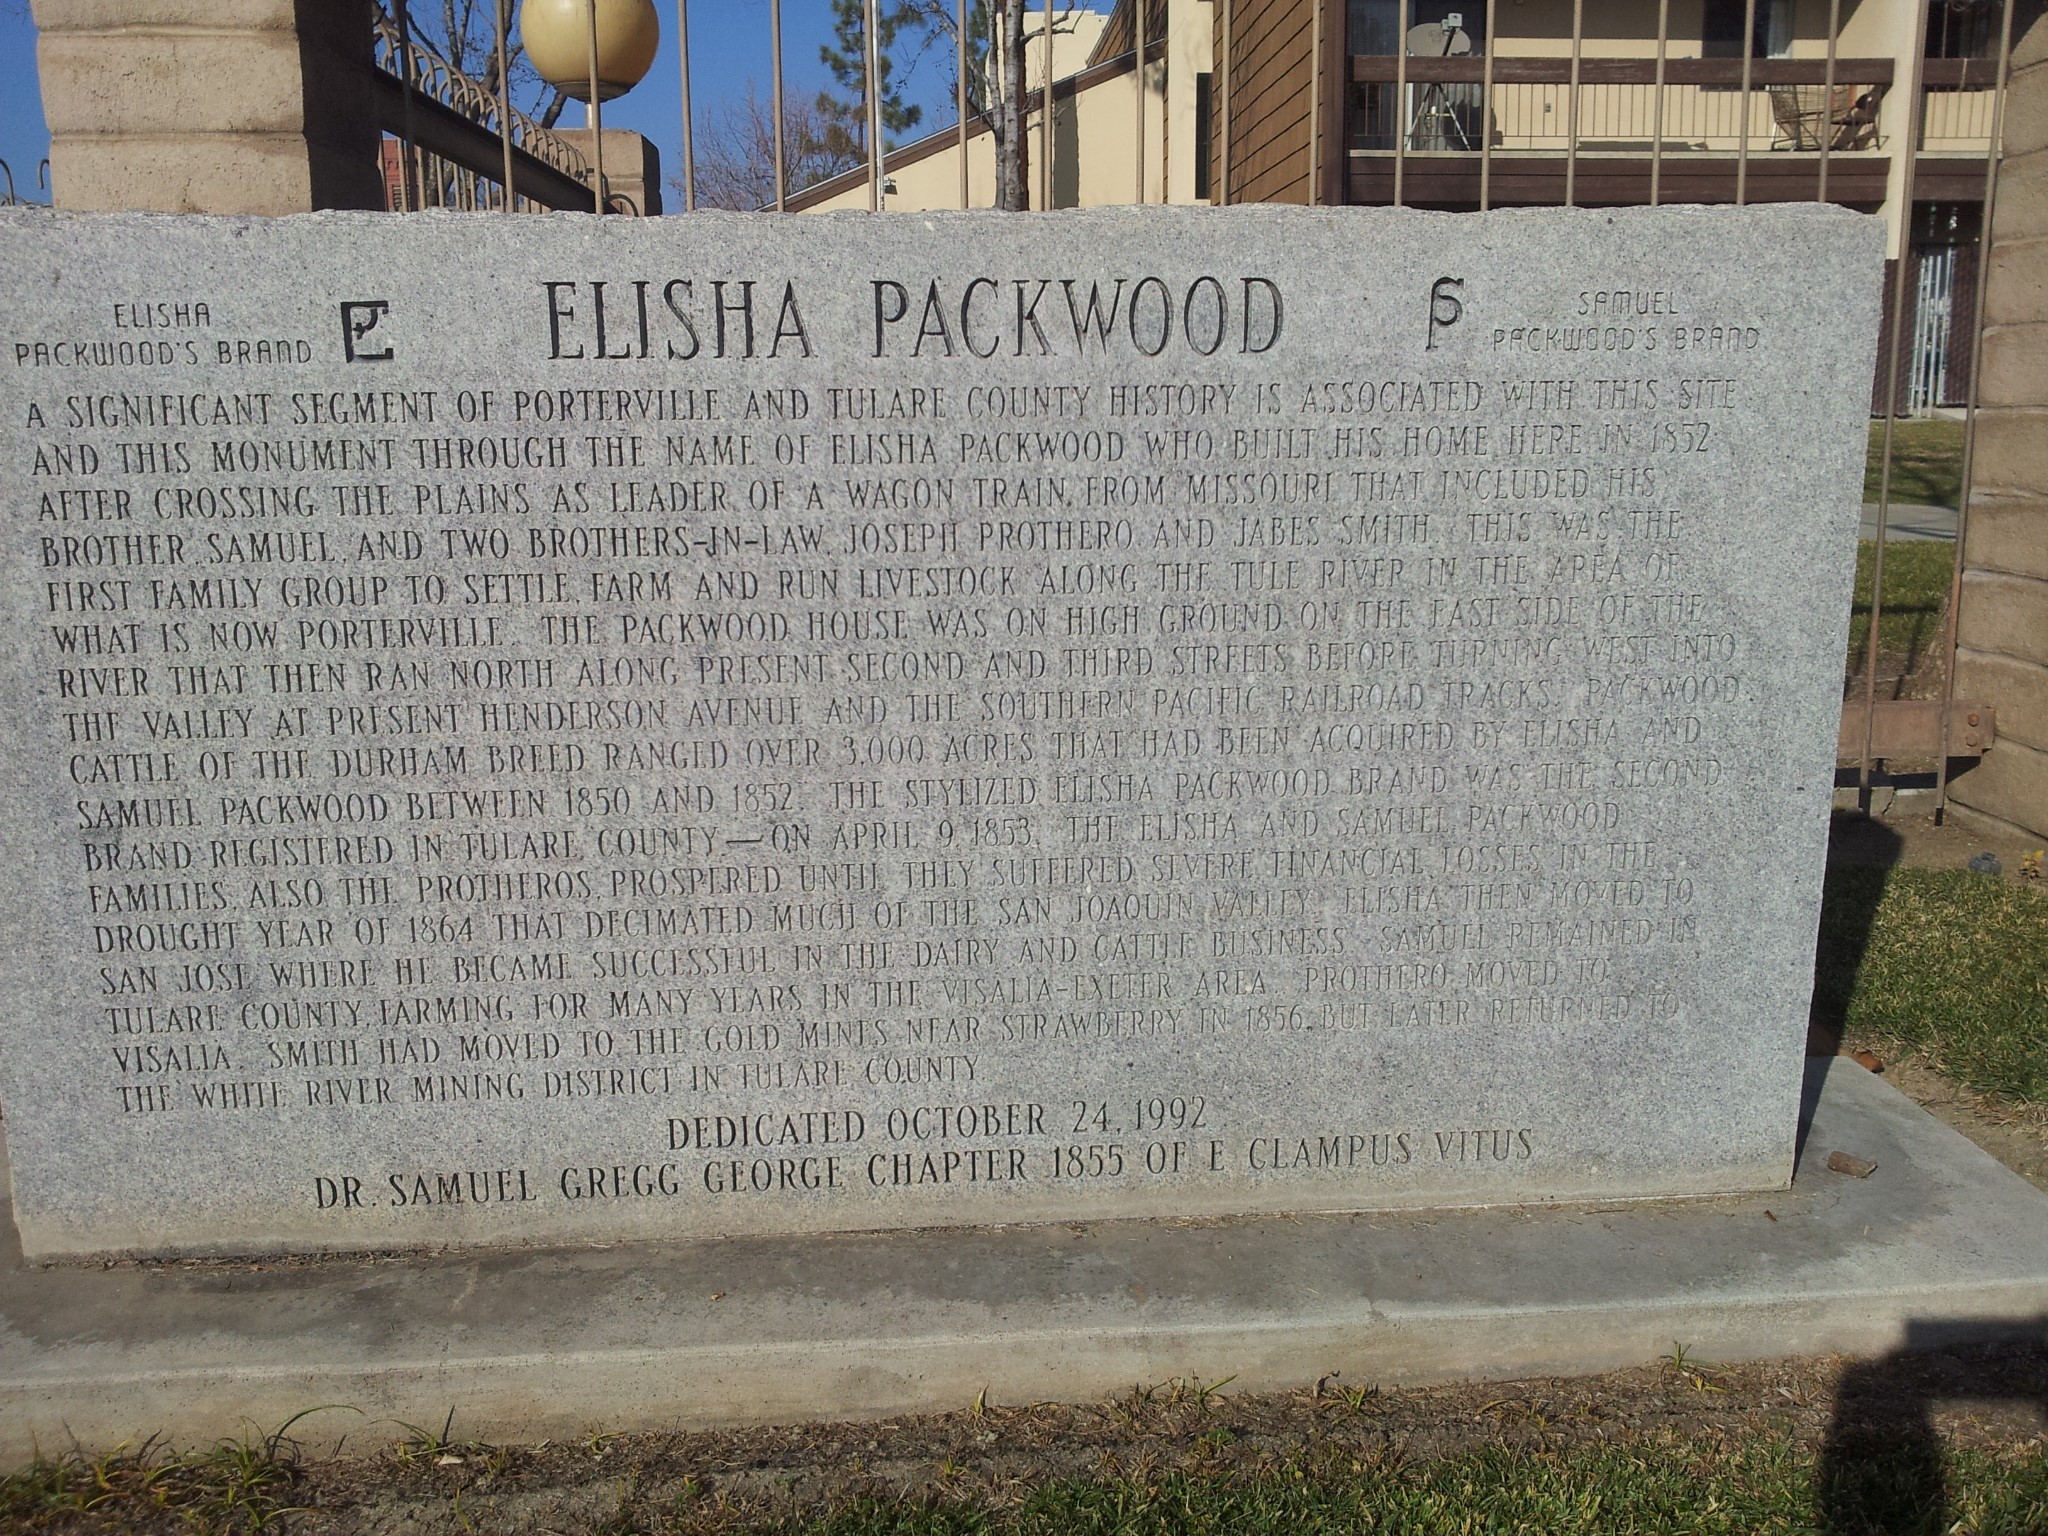 ELISHA
PACKWOOD'S BRAND
ELISHA PACKWOOD
SAMUEL
PACKWOOD'S BRAND
A SIGNIFICANT SEGMENT OF PORTERVILLE AND TULARE COUNTY HISTORY IS ASSOCIATED WITH THIS SITE
AND THIS MONUMENT THROUGH THE NAME OF ELISHA PACKWOOD WHO BUILT HIS HOME HERE IN 1852
AFTER CROSSING THE PLAINS AS LEADER OF A WAGON TRAIN, FROM MISSOURI THAT INCLUDED HIS
BROTHER, SAMUEL, AND TWO BROTHERS-IN-LAW, JOSEPH PROTHERO, AND JABES SMITH. THIS WAS THE
FIRST FAMILY GROUP TO SETTLE, FARM AND RUN LIVESTOCK ALONG THE TULE RIVER IN THE AREA OF
WHAT IS NOW PORTERVILLE. THE PACKWOOD HOUSE WAS ON HIGH GROUND ON THE EAST SIDE OF THE
RIVER THAT THEN RAN NORTH ALONG PRESENT SECOND AND THIRD STREETS BEFORE TURNING WEST INTO
THE VALLEY AT PRESENT HENDERSON AVENUE AND THE SOUTHERN PACIFIC RAILROAD TRACKS. PACKWOOD
CATTLE OF THE DURHAM BREED RANGED OVER 3,000 ACRES THAT HAD BEEN ACQUIRED BY ELISHA AND
SAMUEL PACKWOOD BETWEEN 1850 AND 1852. THE STYLIZED ELISHA PACKWOOD BRAND WAS THE SECOND
BRAND REGISTERED IN TULARE COUNTY—ON APRIL 9, 1853. THE ELISHA AND SAMUEL PACKWOOD
FAMILIES, ALSO THE PROTHEROS, PROSPERED UNTIL THEY SUFFERED SEVERE FINANCIAL LOSSES IN THE
DROUGHT YEAR OF 1864 THAT DECIMATED MUCH OF THE SAN JOAQUIN VALLEY. ELISHA THEN MOVED TO
SAN JOSE WHERE HE BECAME SUCCESSFUL IN THE DAIRY AND CATTLE BUSINESS. SAMUEL REMAINED IN
TULARE COUNTY, FARMING FOR MANY YEARS IN THE VISALIA-EXETER AREA. PROTHERO MOVED TO
VISALIA. SMITH HAD MOVED TO THE GOLD MINES NEAR STRAWBERRY IN 1856, BUT LATER RETURNED TO
THE WHITE RIVER MINING DISTRICT IN TULARE COUNTY.
DEDICATED OCTOBER 24, 1992
DR. SAMUEL GREGG GEORGE CHAPTER 1855 OF E CLAMPUS VITUS